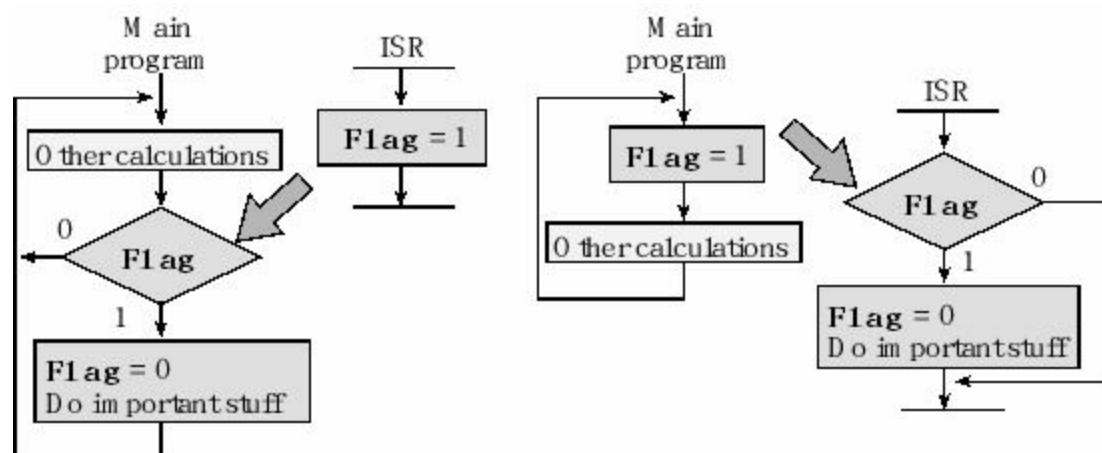 Main
program
Other calculations
Flag
0
1
Flag = 0
Do important stuff
ISR
Flag = 1
Main
program
Flag = 1
Other calculations
ISR
Flag
0
1
Flag = 0
Do important stuff